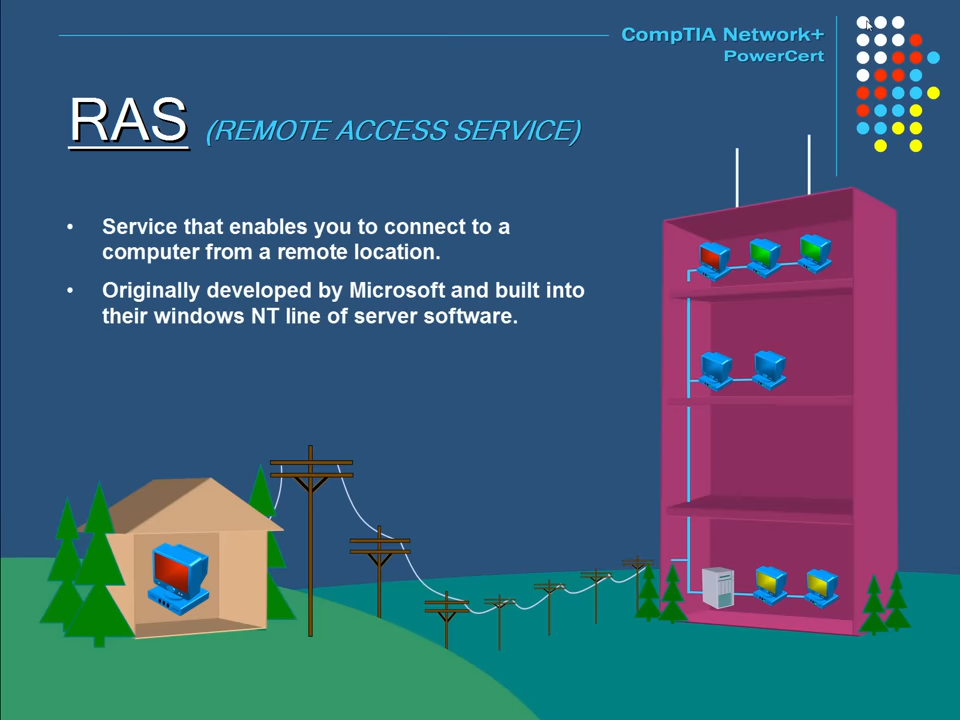 CompTIA Network+
PowerCert
RAS (REMOTE ACCESS SERVICE)
• Service that enables you to connect to a
computer from a remote location.
• Originally developed by Microsoft and built into
their windows NT line of server software.